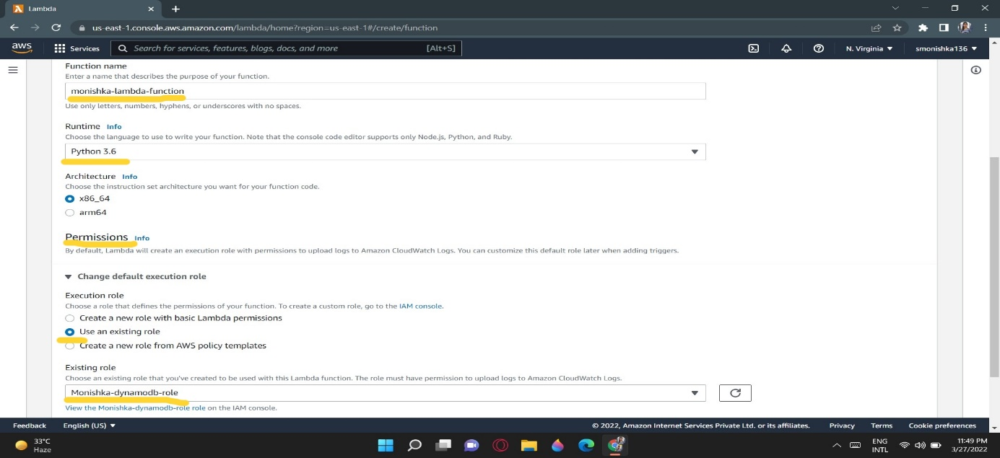 Lambda
us-east-1.console.aws.amazon.com/lambda/home?region=us-east-1#/create/function
aws Services Search for services, features, blogs, docs, and more [Alt+S] N. Virginia smonishka136
Function name
Enter a name that describes the purpose of your function.
monishka-lambda-function
Use only letters, numbers, hyphens, or underscores with no spaces.
Runtime Info
Choose the language to use to write your function. Note that the console code editor supports only Node.js, Python, and Ruby.
Python 3.6
Architecture Info
Choose the instruction set architecture you want for your function code.
x86_64
arm64
Permissions Info
By default, Lambda will create an execution role with permissions to upload logs to Amazon CloudWatch Logs. You can customize this default role later when adding triggers.
Change default execution role
Execution role
Choose a role that defines the permissions of your function. To create a custom role, go to the IAM console.
Create a new role with basic Lambda permissions
Use an existing role
Create a new role from AWS policy templates
Existing role
Choose an existing role that you've created to be used with this Lambda function. The role must have permission to upload logs to Amazon CloudWatch Logs.
Monishka-dynamodb-role
View the Monishka-dynamodb-role role on the IAM console.
Feedback English (US) © 2022, Amazon Internet Services Private Ltd. or its affiliates. Privacy Terms Cookie preferences
33°C
Haze
ENG
INTL
11:49 PM
3/27/2022